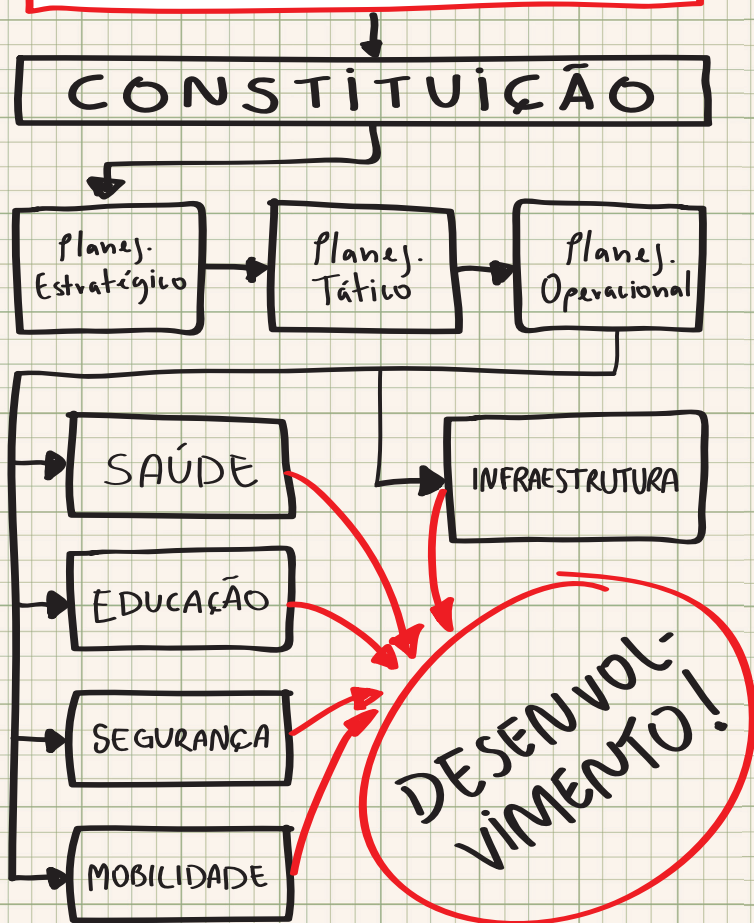 CONSTITUIÇÃO
Planej.
Estratégico
Planej.
Tático
Planej.
Operacional
SAÚDE
INFRAESTRUTURA
EDUCAÇÃO
SEGURANÇA
MOBILIDADE
DESENVOL-
VIMENTO!